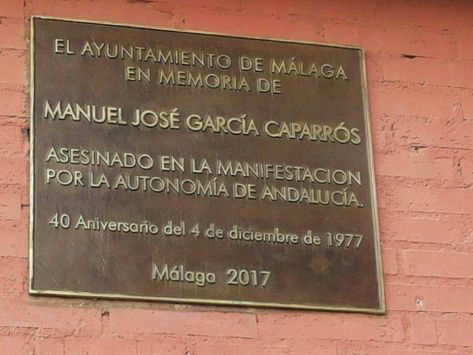 EL AYUNTAMIENTO DE MÁLAGA
EN MEMORIA DE
MANUEL JOSÉ GARCÍA CAPARRÓS
ASESINADO EN LA MANIFESTACION
POR LA AUTONOMÍA DE ANDALUCÍA.
40 Aniversario del 4 de diciembre de 1977
Málaga 2017